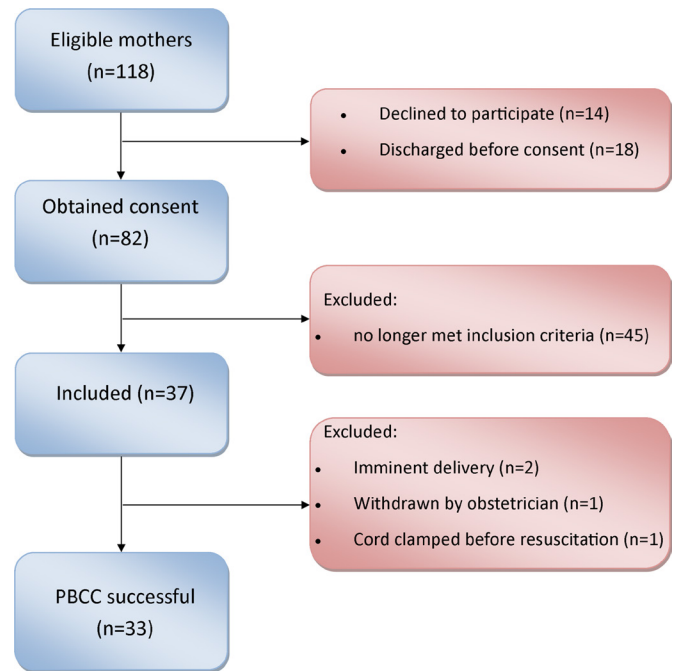 Eligible mothers
(n=118)
• Declined to participate (n=14)
• Discharged before consent (n=18)
Obtained consent
(n=82)
Excluded:
• no longer met inclusion criteria (n=45)
Included (n=37)
Excluded:
• Imminent delivery (n=2)
• Withdrawn by obstetrician (n=1)
• Cord clamped before resuscitation (n=1)
PBCC successful
(n=33)